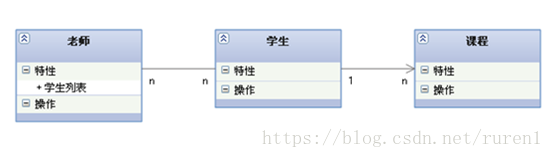 老师
特性
+ 学生列表
操作
n
n
学生
特性
操作
1
n
课程
特性
操作
https://blog.csdn.net/ruren1